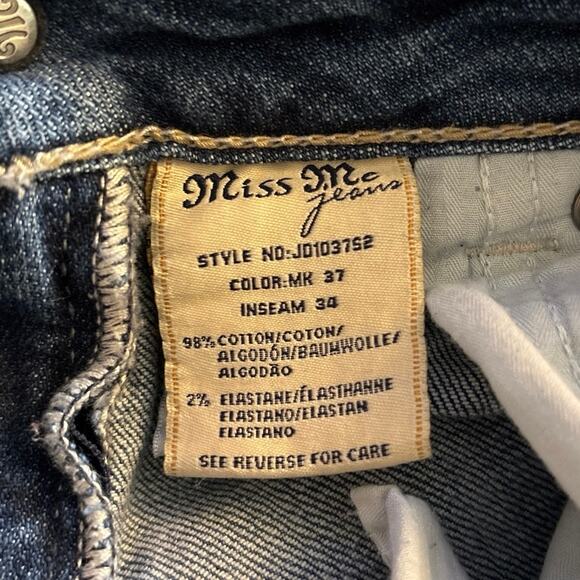 Miss Me
jeans
STYLE NO:JD1037S2
COLOR:MK 37
INSEAM 34
98% COTTON/COTON/
ALGODÓN/BAUMWOLLE/
ALGODÃO
2% ELASTANE/ÉLASTHANNE
ELASTANO/ELASTAN
ELASTANO
SEE REVERSE FOR CARE